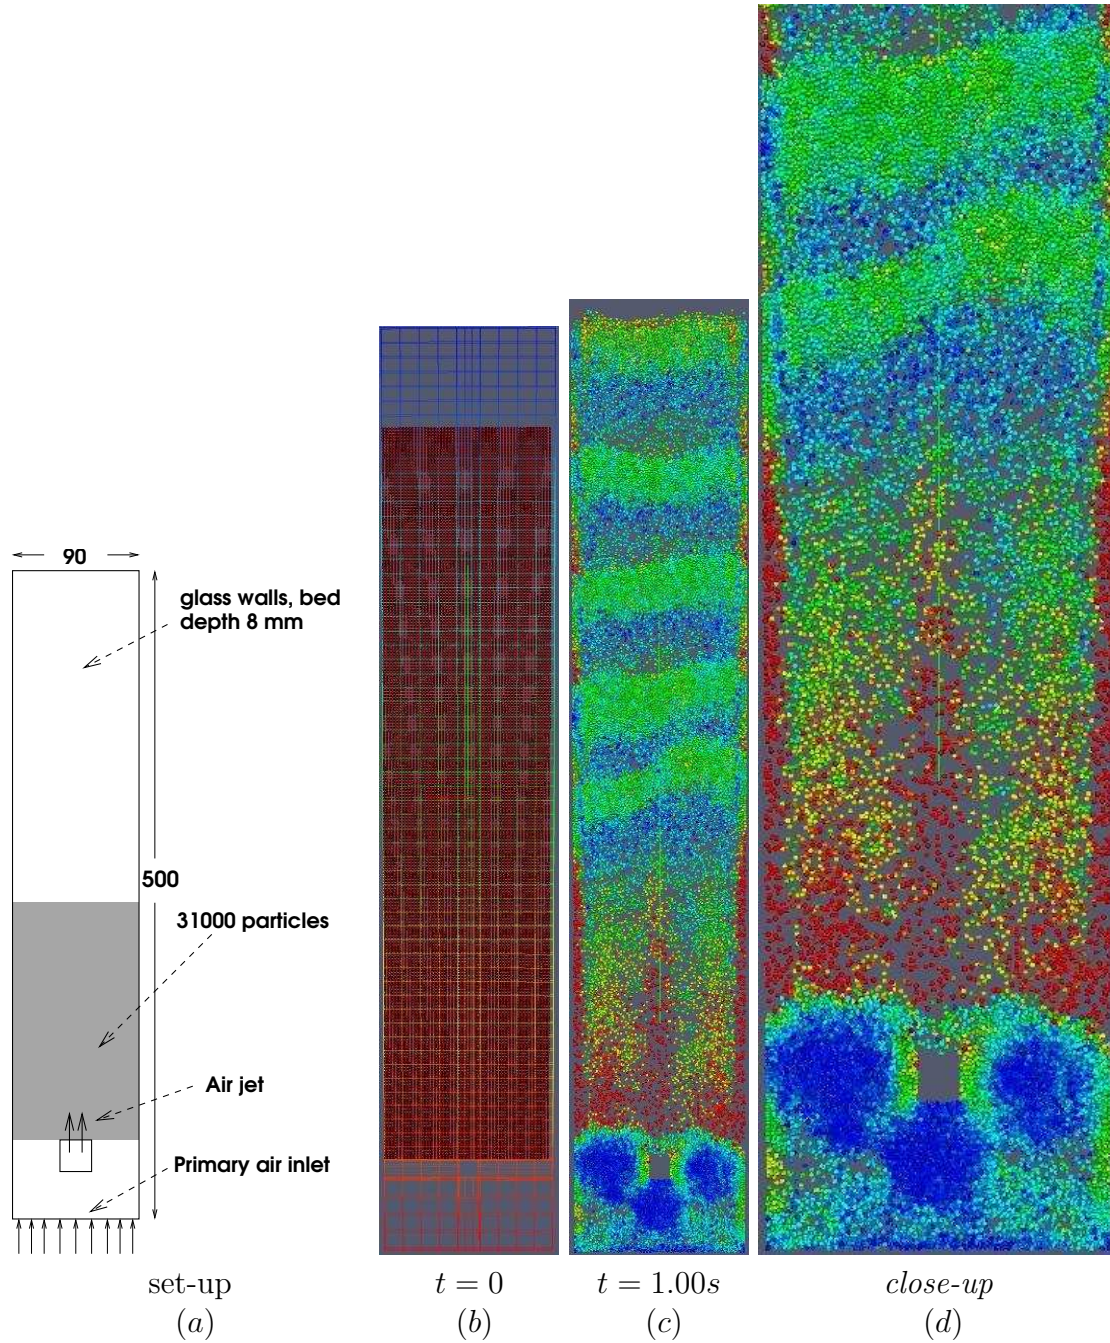 90
glass walls, bed
depth 8 mm
500
31000 particles
Air jet
Primary air inlet
set-up
t = 0
t = 1.00s
close-up
(a)
(b)
(c)
(d)